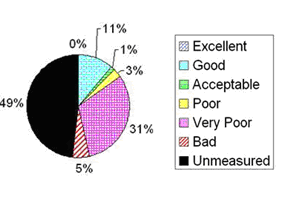 0%
11%
1%
3%
31%
5%
49%
Excellent
Good
Acceptable
Poor
Very Poor
Bad
Unmeasured